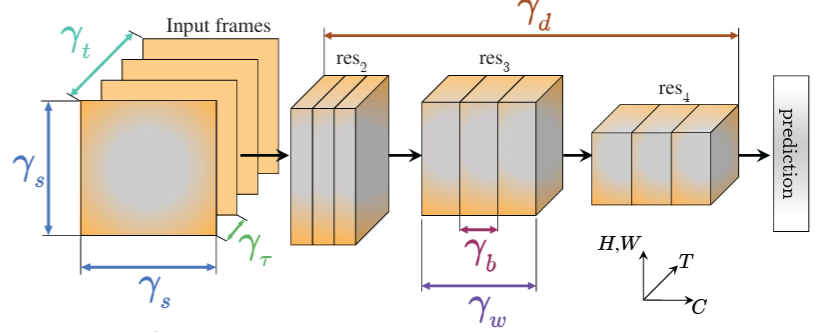 Input frames
γt
γd
res2
res3
res4
γs
γτ
γs
γb
γw
prediction
H,W
T
C